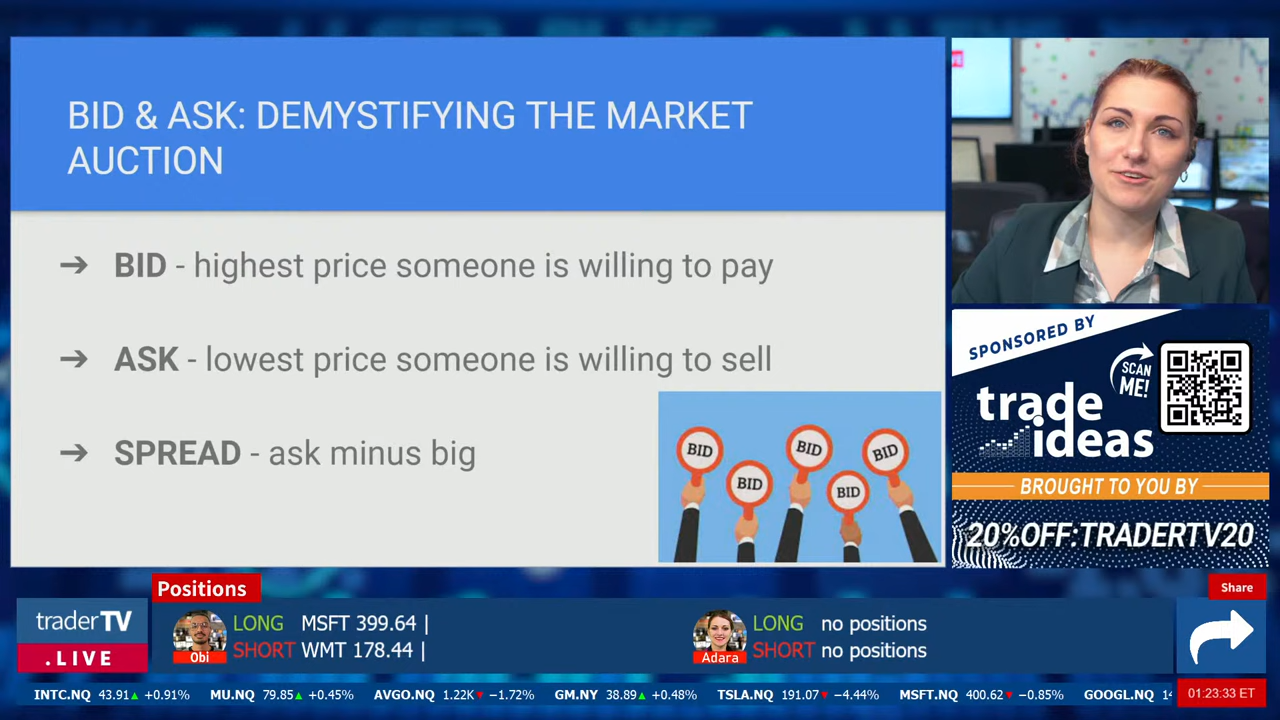 BID & ASK: DEMYSTIFYING THE MARKET
AUCTION
➔ BID - highest price someone is willing to pay
➔ ASK - lowest price someone is willing to sell
➔ SPREAD - ask minus big
BID
BID
BID
BID
BID
SPONSORED BY
SCAN
ME!
trade
ideas
BROUGHT TO YOU BY
20%OFF:TRADERTV20
Positions
Share
traderTV
.LIVE
Obi
LONG MSFT 399.64 |
SHORT WMT 178.44 |
Adara
LONG no positions
SHORT no positions
INTC.NQ 43.91▲ +0.91% MU.NQ 79.85▲ +0.45% AVGO.NQ 1.22K▼ −1.72% GM.NY 38.89▲ +0.48% TSLA.NQ 191.07▼ −4.44% MSFT.NQ 400.62▼ −0.85% GOOGL.NQ
01:23:33 ET